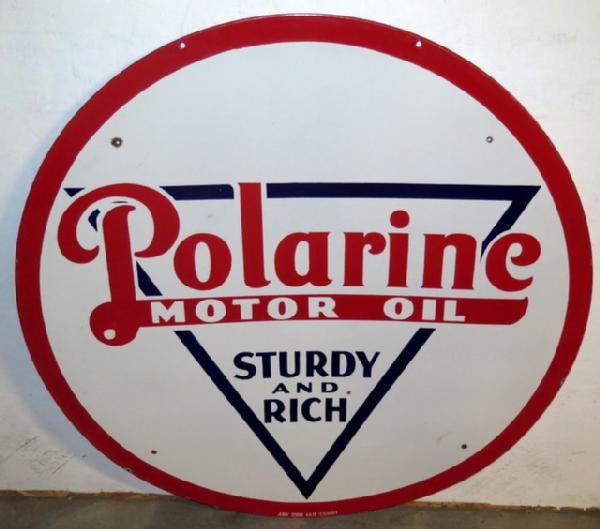 Polarine
MOTOR OIL
STURDY
AND
RICH